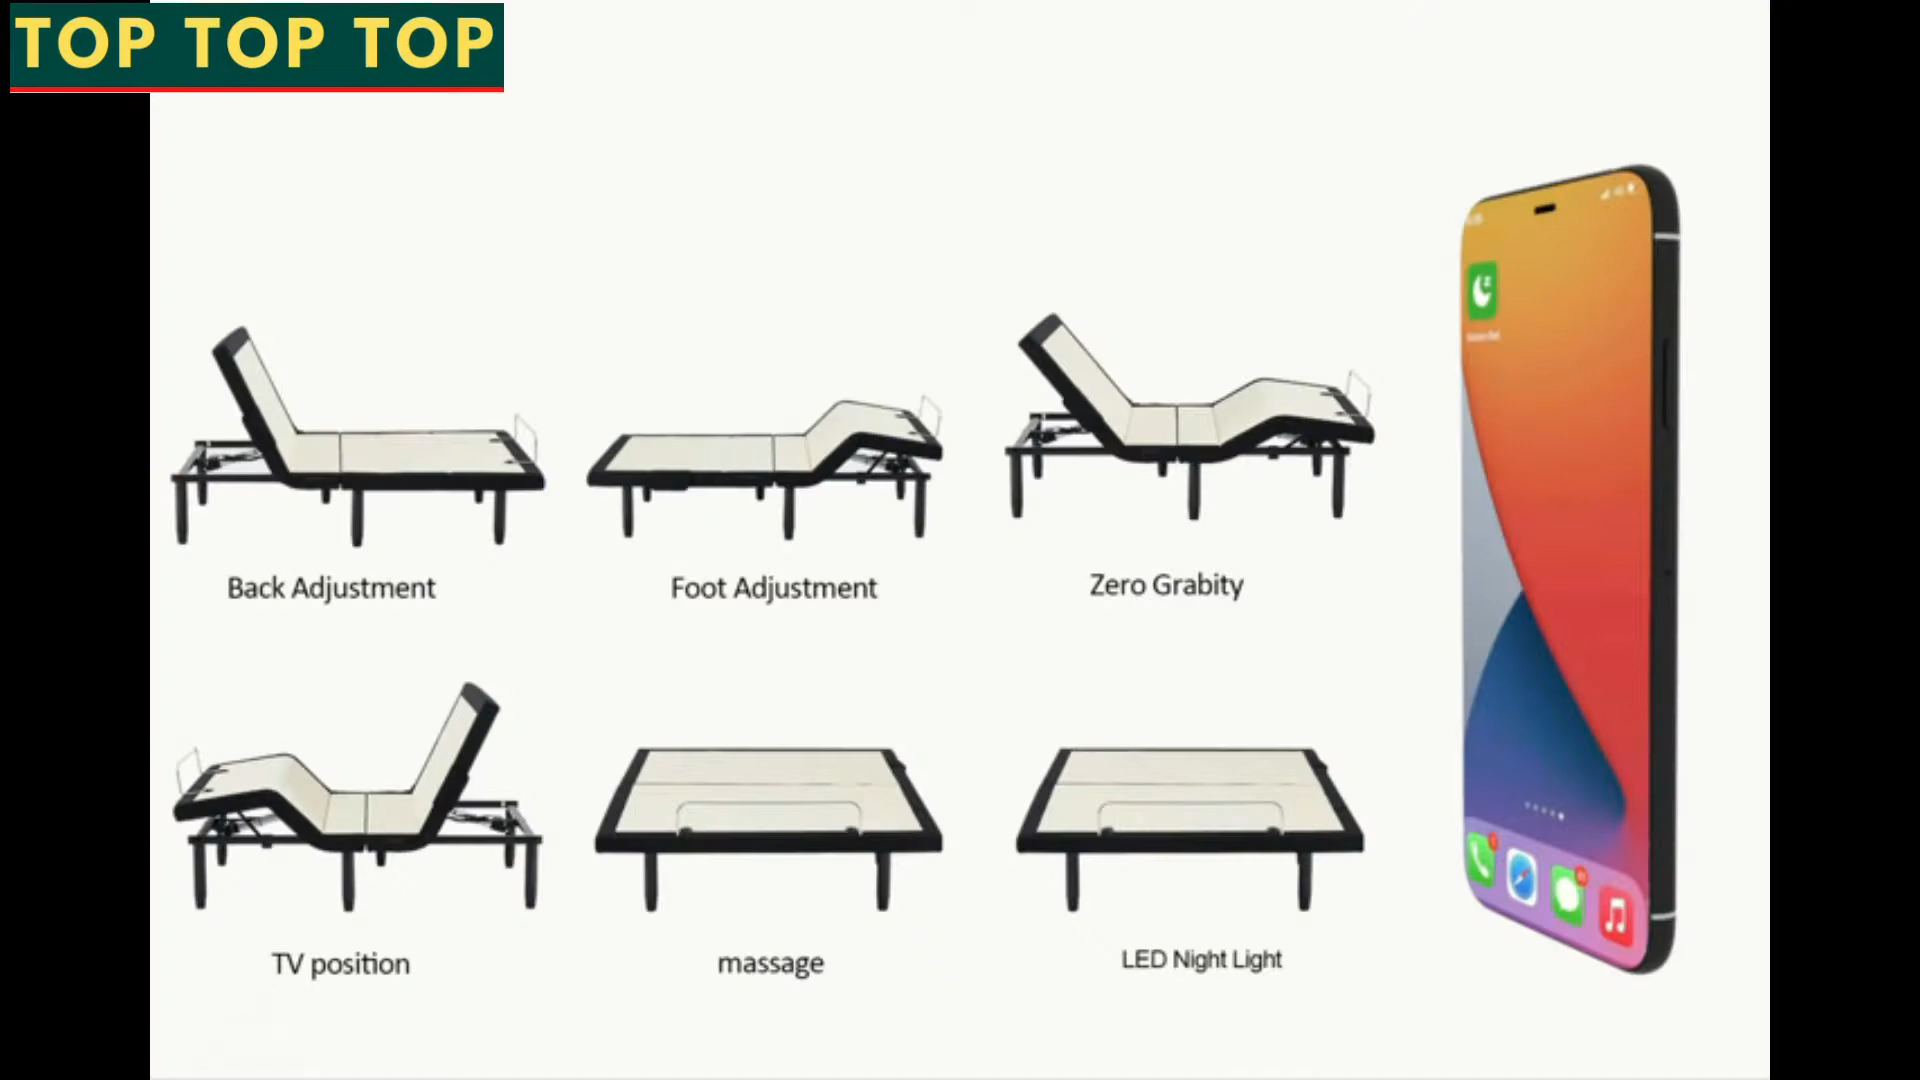 TOP TOP TOP
Back Adjustment
Foot Adjustment
Zero Grabity
TV position
massage
LED Night Light